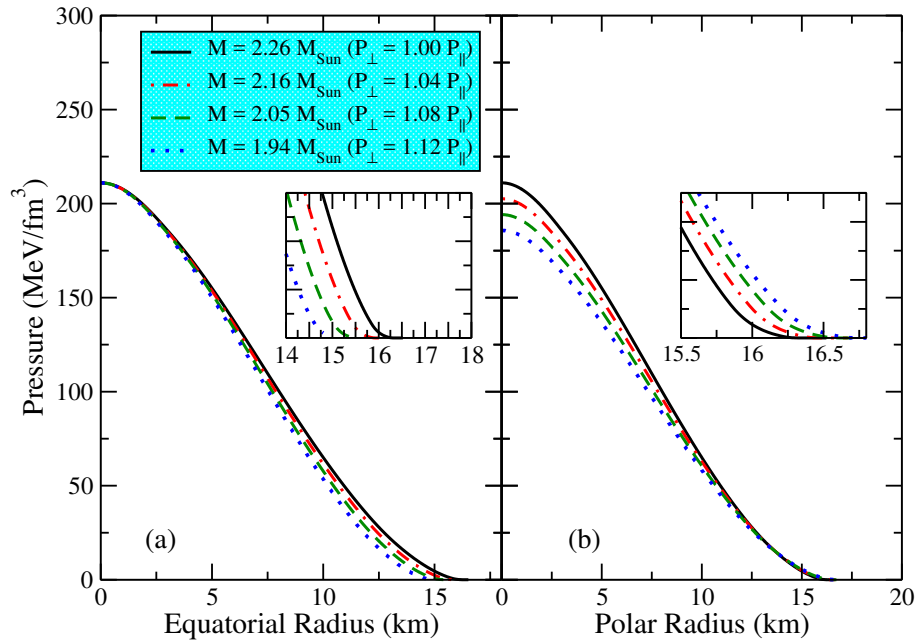 300
250
200
150
100
50
0
Pressure (MeV/fm³)
M = 2.26 M_Sun (P_⊥ = 1.00 P_||)
M = 2.16 M_Sun (P_⊥ = 1.04 P_||)
M = 2.05 M_Sun (P_⊥ = 1.08 P_||)
M = 1.94 M_Sun (P_⊥ = 1.12 P_||)
14 15 16 17 18
15.5 16 16.5
(a)
(b)
0 5 10 15
0 5 10 15 20
Equatorial Radius (km)
Polar Radius (km)